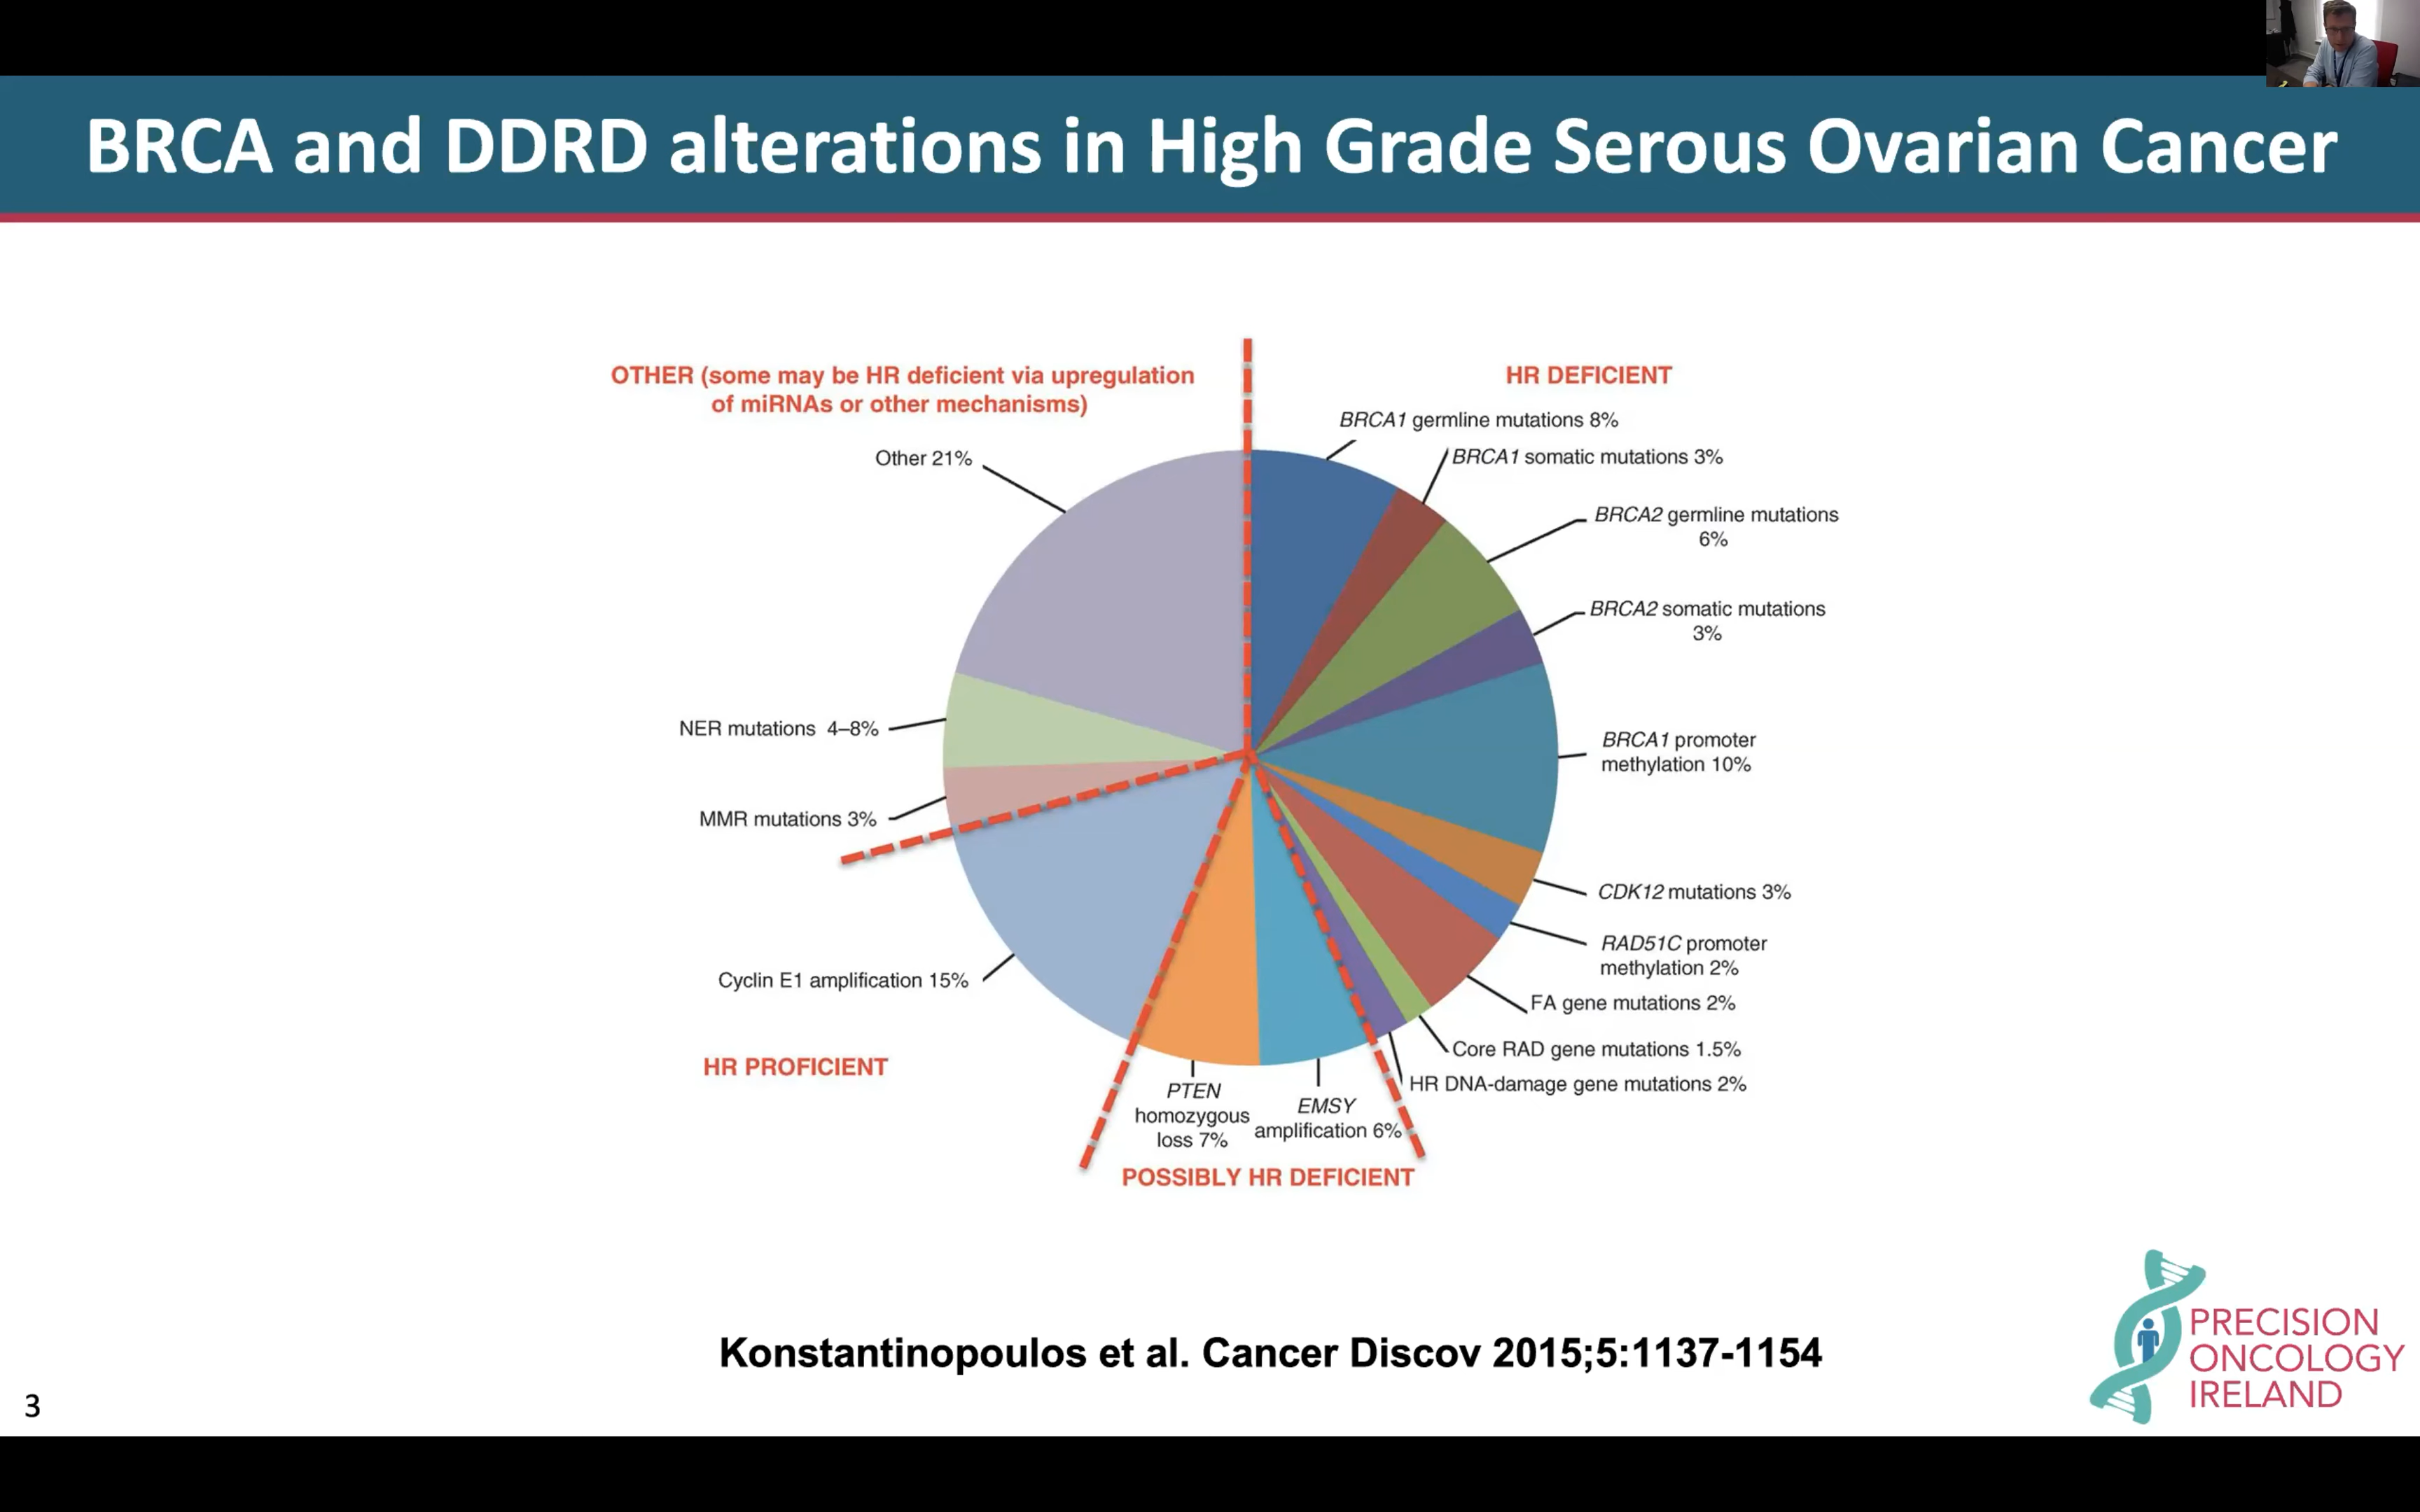 BRCA and DDRD alterations in High Grade Serous Ovarian Cancer
OTHER (some may be HR deficient via upregulation
of miRNAs or other mechanisms)
HR DEFICIENT
BRCA1 germline mutations 8%
BRCA1 somatic mutations 3%
BRCA2 germline mutations
6%
BRCA2 somatic mutations
3%
BRCA1 promoter
methylation 10%
CDK12 mutations 3%
RAD51C promoter
methylation 2%
FA gene mutations 2%
Core RAD gene mutations 1.5%
HR DNA-damage gene mutations 2%
EMSY
amplification 6%
PTEN
homozygous
loss 7%
POSSIBLY HR DEFICIENT
HR PROFICIENT
Cyclin E1 amplification 15%
MMR mutations 3%
NER mutations 4–8%
Other 21%
Konstantinopoulos et al. Cancer Discov 2015;5:1137-1154
3
PRECISION
ONCOLOGY
IRELAND